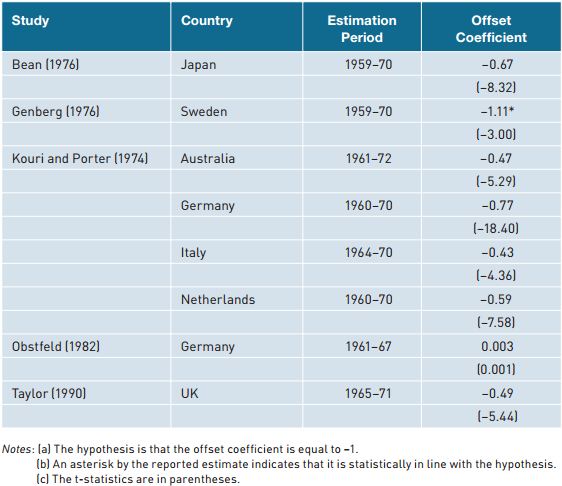 Study Country Estimation Period Offset Coefficient
Bean (1976) Japan 1959–70 –0.67
(–8.32)
Genberg (1976) Sweden 1959–70 –1.11*
(–3.00)
Kouri and Porter (1974) Australia 1961–72 –0.47
(–5.29)
Germany 1960–70 –0.77
(–18.40)
Italy 1964–70 –0.43
(–4.36)
Netherlands 1960–70 –0.59
(–7.58)
Obstfeld (1982) Germany 1961–67 0.003
(0.001)
Taylor (1990) UK 1965–71 –0.49
(–5.44)
Notes: (a) The hypothesis is that the offset coefficient is equal to –1.
(b) An asterisk by the reported estimate indicates that it is statistically in line with the hypothesis.
(c) The t-statistics are in parentheses.